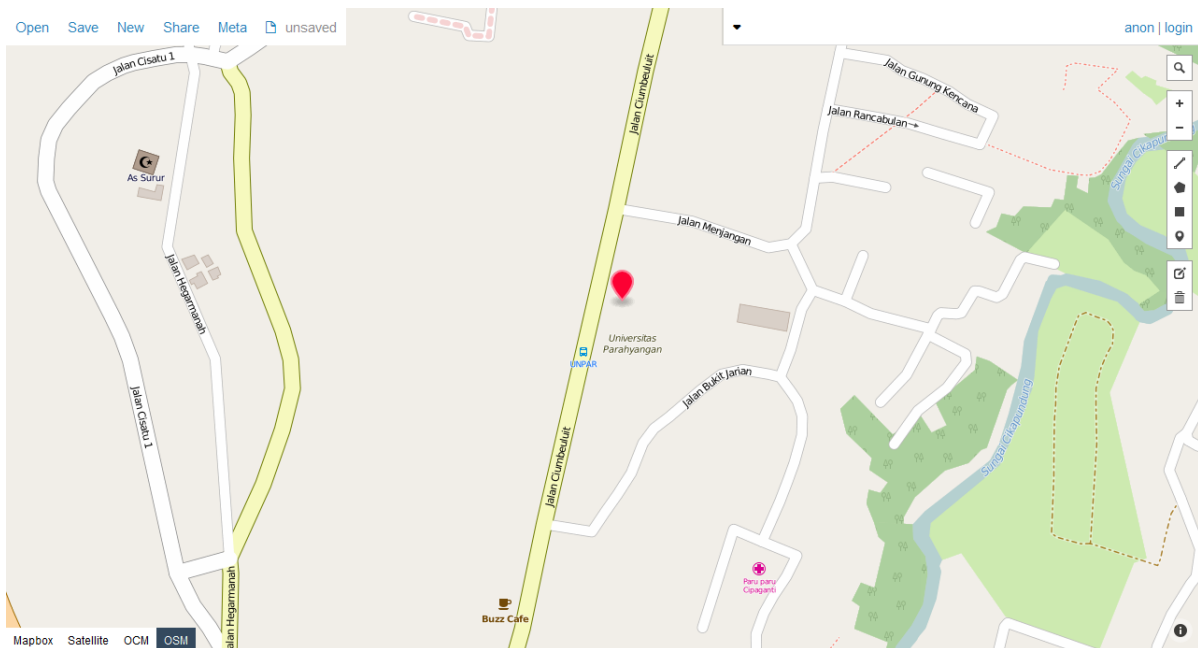 Open Save New Share Meta unsaved
anon | login
Jalan Cisatu 1
Jalan Ciumbeuluit
Jalan Gunung Kencana
Jalan Rancabulan
Sungai Cikapundung
As Surur
Jalan Menjangan
Jalan Hegarmanah
Universitas
Parahyangan
UNPAR
Jalan Bukit Jarian
Jalan Cisatu 1
Jalan Ciumbeuluit
Sungai Cikapundung
Paru paru
Cipaganti
Jalan Hegarmanah
Buzz Cafe
Mapbox Satellite OCM OSM